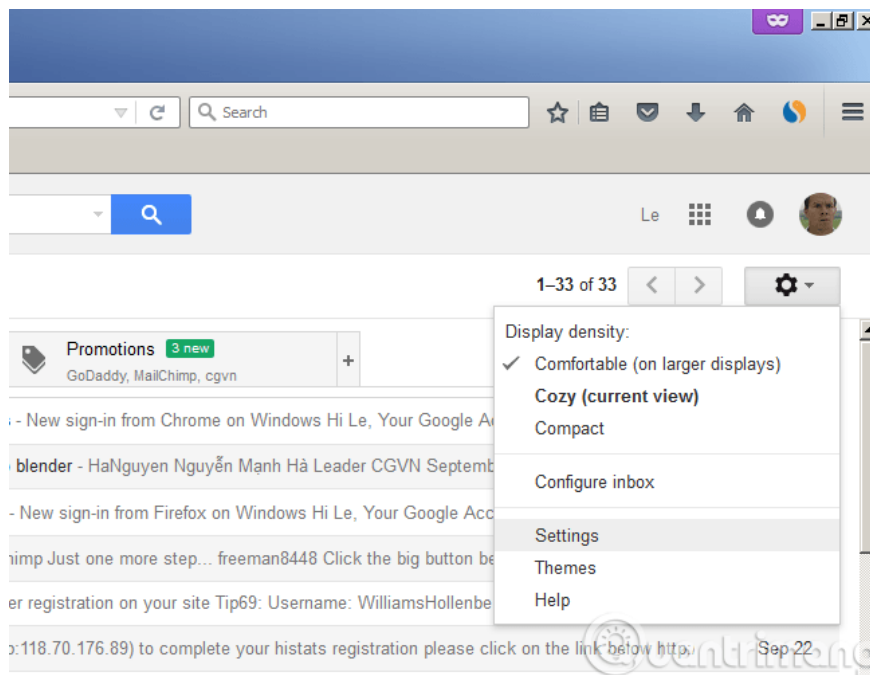 Search
Le
1–33 of 33
Display density:
Comfortable (on larger displays)
Cozy (current view)
Compact
Configure inbox
Settings
Themes
Help
Promotions 3 new
GoDaddy, MailChimp, cgvn
+
- New sign-in from Chrome on Windows Hi Le, Your Google A
blender - HaNguyen Nguyễn Mạnh Hà Leader CGVN Septemb
- New sign-in from Firefox on Windows Hi Le, Your Google Acc
himp Just one more step... freeman8448 Click the big button be
er registration on your site Tip69: Username: WilliamsHollenbe
o:118.70.176.89) to complete your histats registration please click on the link below http: Sep 22
quantrimang